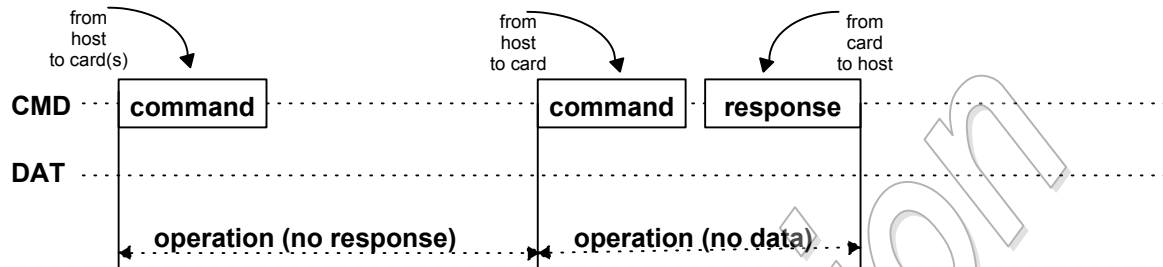 from
host
to card(s)
from
host
to card
from
card
to host
CMD
command
command
response
DAT
operation (no response)
operation (no data)